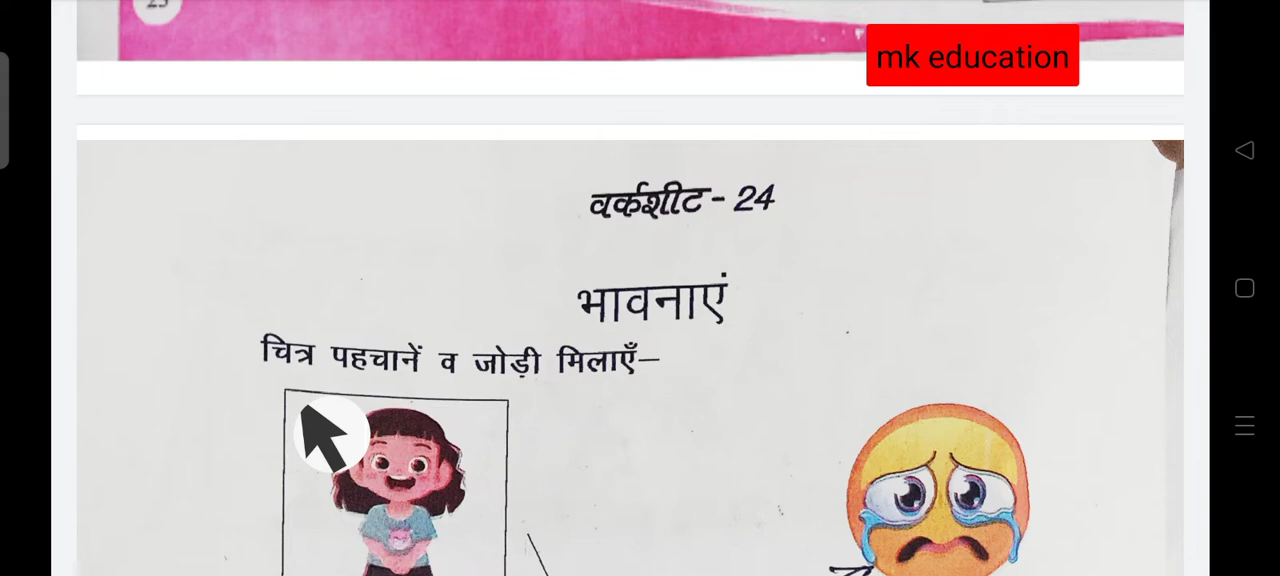 mk education
वर्कशीट - 24
भावनाएं
चित्र पहचानें व जोड़ी मिलाएँ–